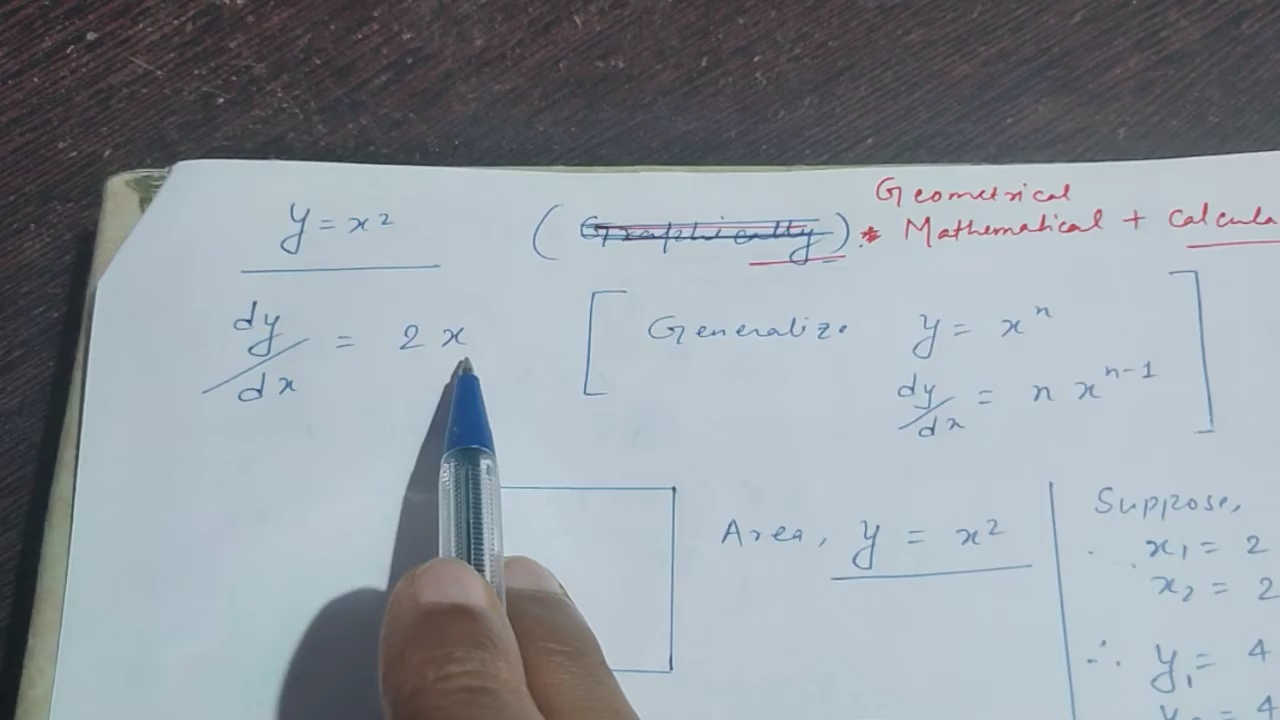 y = x²
(Graphically) * Geometrical
Mathematical +
dy/dx = 2x
[ Generalize. y = xⁿ
dy/dx = n xⁿ⁻¹ ]
Area, y = x²
Suppose,
x₁ = 2
x₂ = 2
∴ y₁ = 4